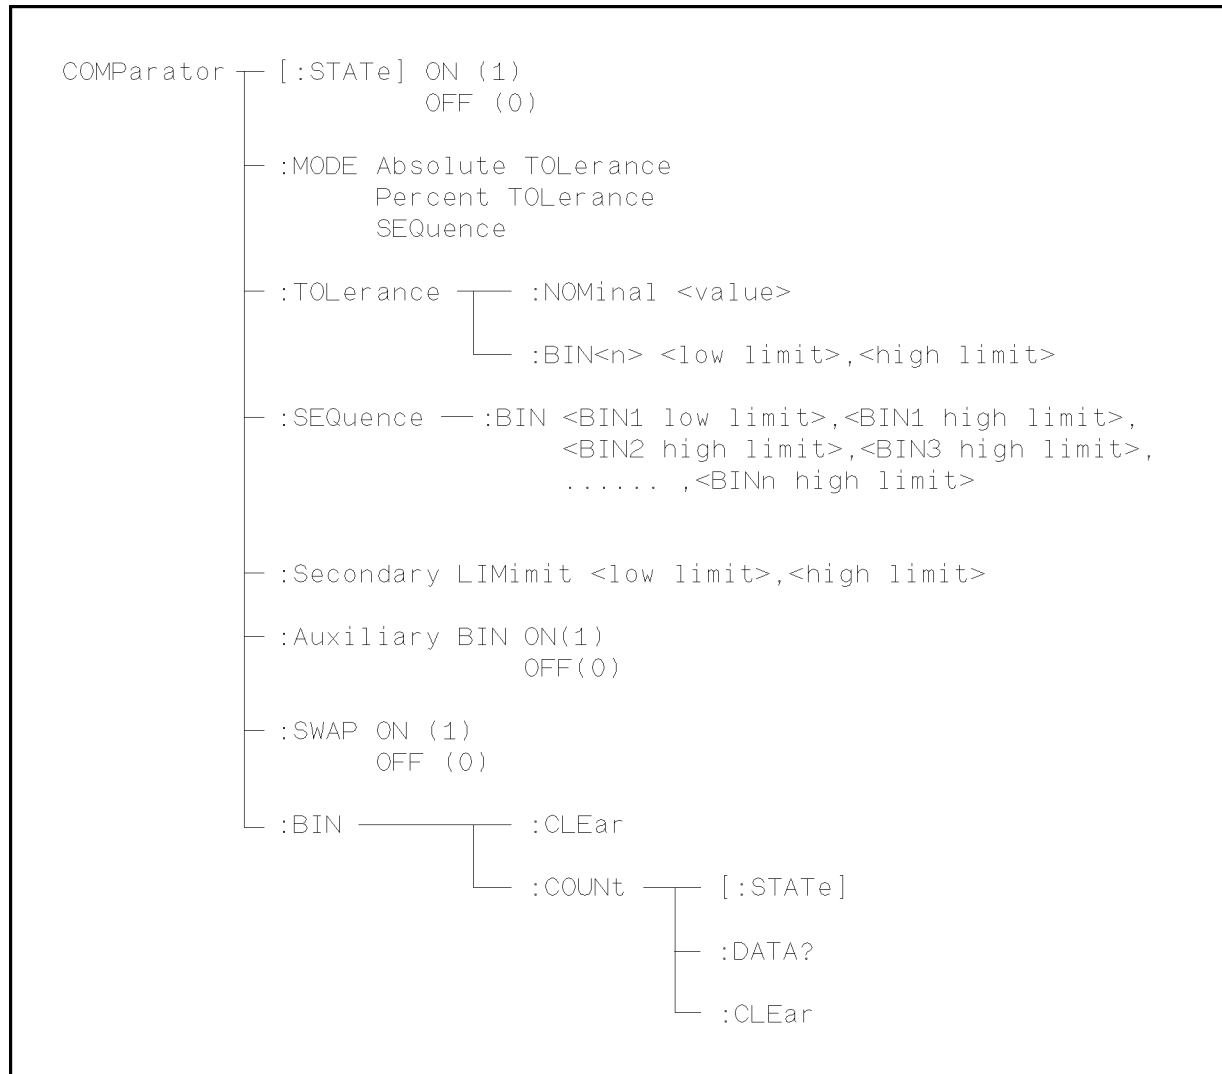 COMParator [:STATe] ON (1)
OFF (0)
:MODE Absolute TOLerance
Percent TOLerance
SEQuence
:TOLerance :NOMinal <value>
:BIN<n> <low limit>,<high limit>
:SEQuence :BIN <BIN1 low limit>,<BIN1 high limit>,
<BIN2 high limit>,<BIN3 high limit>,
...... ,<BINn high limit>
:Secondary LIMimit <low limit>,<high limit>
:Auxiliary BIN ON(1)
OFF(0)
:SWAP ON (1)
OFF (0)
:BIN :CLEar
:COUNt [:STATe]
:DATA?
:CLEar